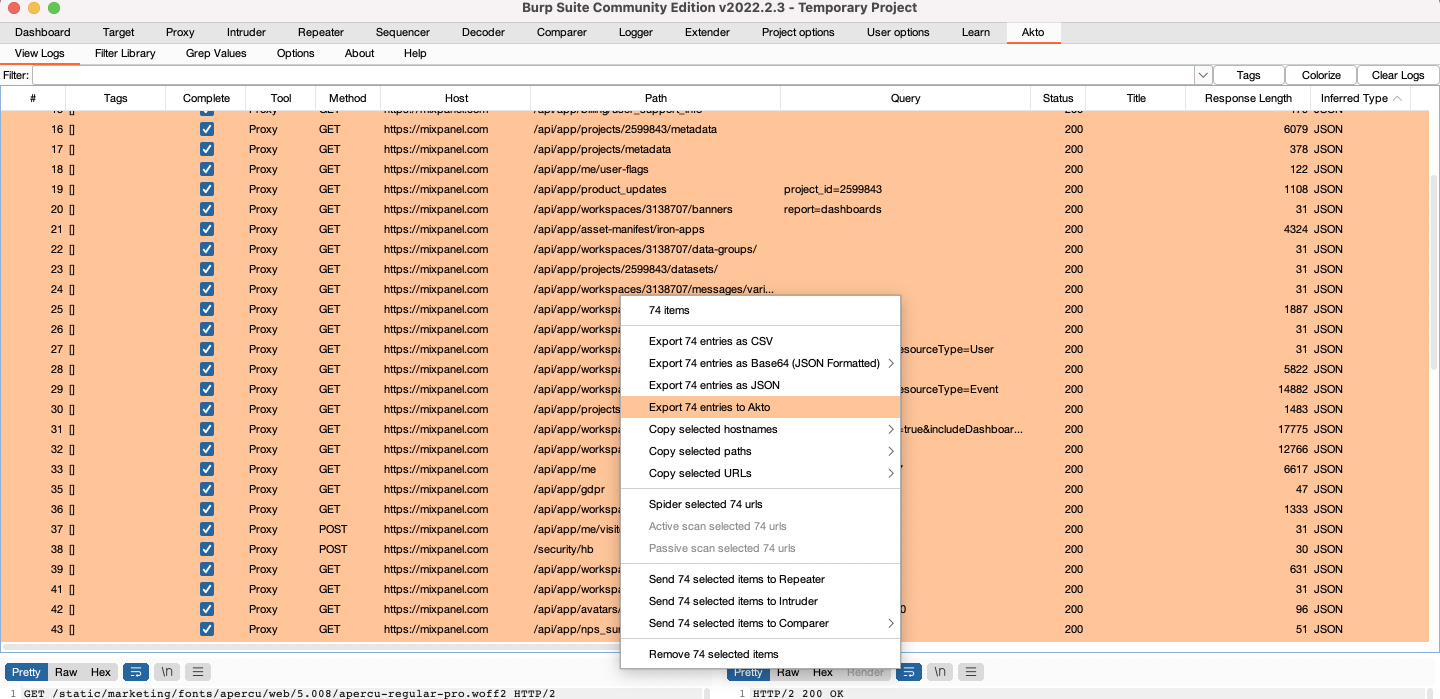 Burp Suite Community Edition v2022.2.3 - Temporary Project
Dashboard Target Proxy Intruder Repeater Sequencer Decoder Comparer Logger Extender Project options User options Learn Akto
View Logs Filter Library Grep Values Options About Help
Filter: Tags Colorize Clear Logs
# Tags Complete Tool Method Host Path Query Status Title Response Length Inferred Type
16 [] Proxy GET https://mixpanel.com /api/app/projects/2599843/metadata 200 6079 JSON
17 [] Proxy GET https://mixpanel.com /api/app/projects/metadata 200 378 JSON
18 [] Proxy GET https://mixpanel.com /api/app/me/user-flags 200 122 JSON
19 [] Proxy GET https://mixpanel.com /api/app/product_updates project_id=2599843 200 1108 JSON
20 [] Proxy GET https://mixpanel.com /api/app/workspaces/3138707/banners report=dashboards 200 31 JSON
21 [] Proxy GET https://mixpanel.com /api/app/asset-manifest/iron-apps 200 4324 JSON
22 [] Proxy GET https://mixpanel.com /api/app/workspaces/3138707/data-groups/ 200 31 JSON
23 [] Proxy GET https://mixpanel.com /api/app/projects/2599843/datasets/ 200 31 JSON
24 [] Proxy GET https://mixpanel.com /api/app/workspaces/3138707/messages/vari... 200 31 JSON
25 [] Proxy GET https://mixpanel.com /api/app/workspa 200 1887 JSON
26 [] Proxy GET https://mixpanel.com /api/app/workspa 200 31 JSON
27 [] Proxy GET https://mixpanel.com /api/app/workspa esourceType=User 200 31 JSON
28 [] Proxy GET https://mixpanel.com /api/app/workspa 200 5822 JSON
29 [] Proxy GET https://mixpanel.com /api/app/workspa esourceType=Event 200 14882 JSON
30 [] Proxy GET https://mixpanel.com /api/app/projects 200 1483 JSON
31 [] Proxy GET https://mixpanel.com /api/app/workspa =true&includeDashboar... 200 17775 JSON
32 [] Proxy GET https://mixpanel.com /api/app/workspa 200 12766 JSON
33 [] Proxy GET https://mixpanel.com /api/app/me 200 6617 JSON
35 [] Proxy GET https://mixpanel.com /api/app/gdpr 200 47 JSON
36 [] Proxy GET https://mixpanel.com /api/app/workspa 200 1333 JSON
37 [] Proxy POST https://mixpanel.com /api/app/me/visit 200 31 JSON
38 [] Proxy POST https://mixpanel.com /security/hb 200 30 JSON
39 [] Proxy GET https://mixpanel.com /api/app/workspa 200 631 JSON
41 [] Proxy GET https://mixpanel.com /api/app/workspa 200 31 JSON
42 [] Proxy GET https://mixpanel.com /api/app/avatars/ 0 200 96 JSON
43 [] Proxy GET https://mixpanel.com /api/app/nps_sur 200 51 JSON
74 items
Export 74 entries as CSV
Export 74 entries as Base64 (JSON Formatted)
Export 74 entries as JSON
Export 74 entries to Akto
Copy selected hostnames
Copy selected paths
Copy selected URLs
Spider selected 74 urls
Active scan selected 74 urls
Passive scan selected 74 urls
Send 74 selected items to Repeater
Send 74 selected items to Intruder
Send 74 selected items to Comparer
Remove 74 selected items
Pretty Raw Hex \n
Pretty Raw Hex Render \n
1 GET /static/marketing/fonts/apercu/web/5.008/apercu-regular-pro.woff2 HTTP/2
1 HTTP/2 200 OK